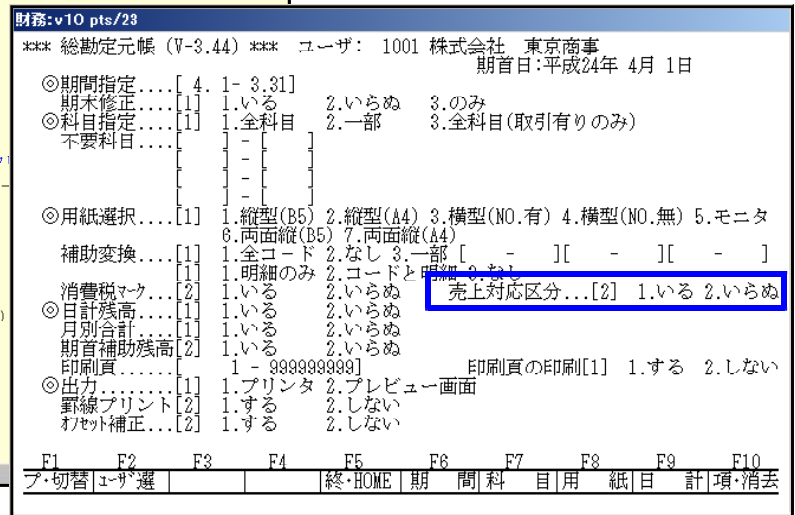 財務:v10 pts/23
*** 総勘定元帳 (V-3.44) *** ユーザ: 1001 株式会社 東京商事
期首日:平成24年 4月 1日
◎期間指定....[ 4. 1- 3.31]
期末修正....[1] 1.いる 2.いらぬ 3.のみ
◎科目指定....[1] 1.全科目 2.一部 3.全科目(取引有りのみ)
不要科目....[ ] - [ ]
[ ] - [ ]
[ ] - [ ]
[ ] - [ ]
◎用紙選択....[1] 1.縦型(B5) 2.縦型(A4) 3.横型(NO.有) 4.横型(NO.無) 5.モニタ
6.両面縦(B5) 7.両面縦(A4)
補助変換....[1] 1.全コード 2.なし 3.一部 [ - ][ - ][ - ]
[1] 1.明細のみ 2.コードと明細 3.なし
消費税ﾏｰｸ...[2] 1.いる 2.いらぬ 売上対応区分...[2] 1.いる 2.いらぬ
◎日計残高....[1] 1.いる 2.いらぬ
月別合計....[1] 1.いる 2.いらぬ
期首補助残高[2] 1.いる 2.いらぬ
印刷頁......[ 1 - 999999999] 印刷頁の印刷[1] 1.する 2.しない
◎出力........[1] 1.プリンタ 2.プレビュー画面
罫線プリント[2] 1.する 2.しない
ｵﾌｾｯﾄ補正...[2] 1.する 2.しない
F1 F2 F3 F4 F5 F6 F7 F8 F9 F10
プ・切替 ﾕｰｻﾞ選 終・HOME 期 間 科 目 用 紙 日 計 項・消去